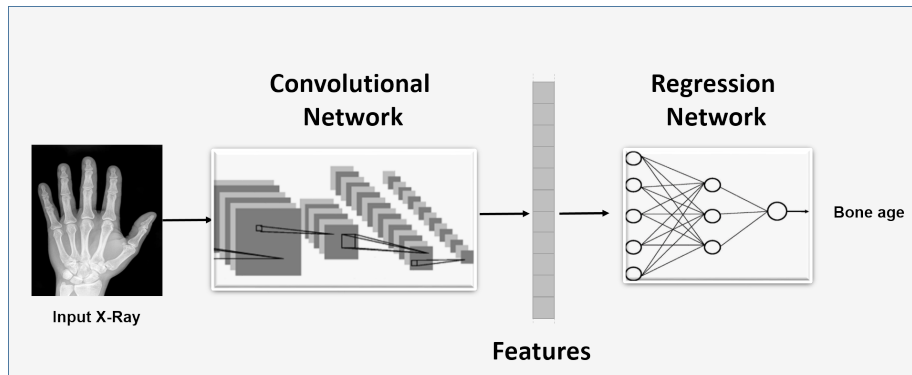 Convolutional
Network
Regression
Network
Input X-Ray
Bone age
Features